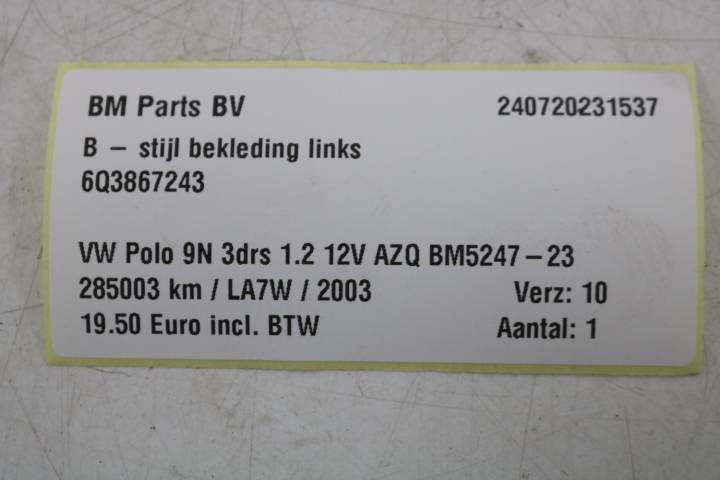 BM Parts BV 240720231537
B – stijl bekleding links
6Q3867243
VW Polo 9N 3drs 1.2 12V AZQ BM5247–23
285003 km / LA7W / 2003 Verz: 10
19.50 Euro incl. BTW Aantal: 1